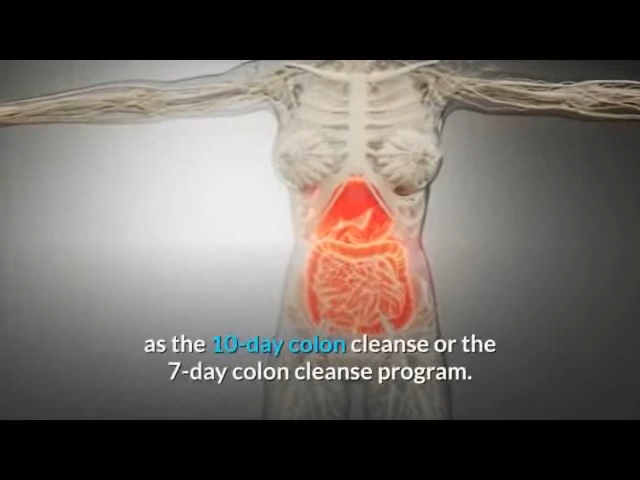 as the 10-day colon cleanse or the
7-day colon cleanse program.